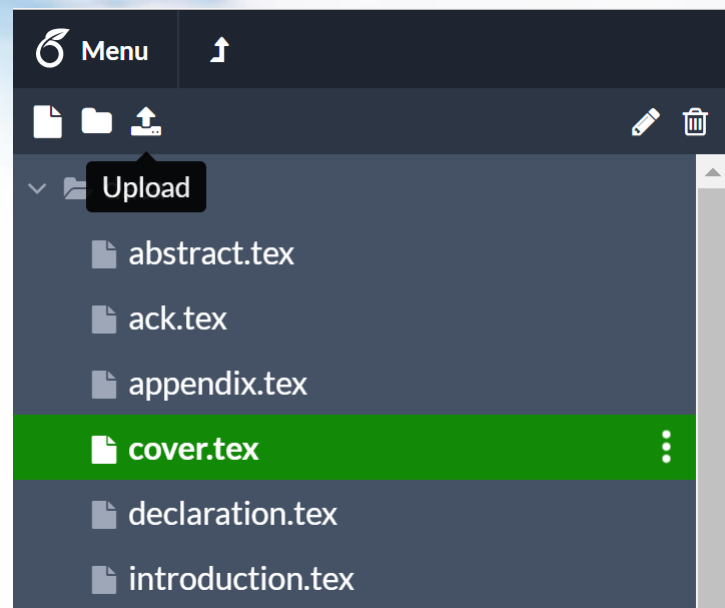 Menu
Upload
abstract.tex
ack.tex
appendix.tex
cover.tex
declaration.tex
introduction.tex